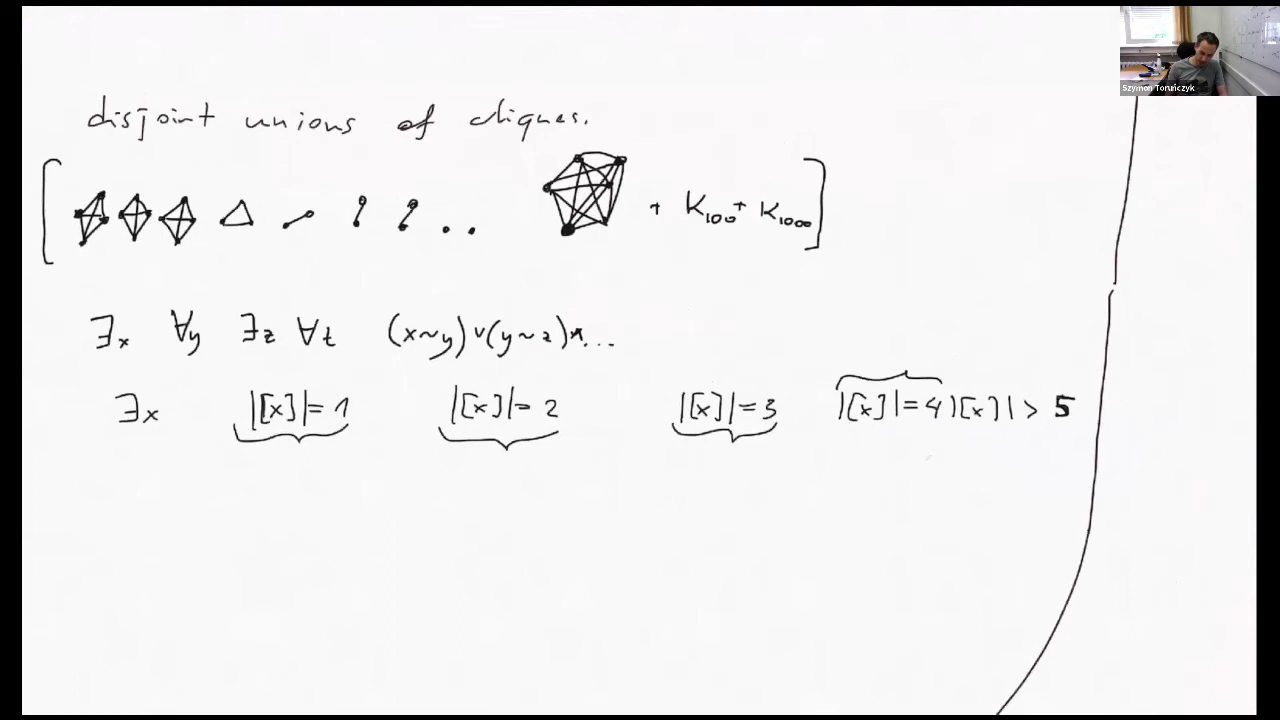 Szymon Toruńczyk
disjoint unions of cliques.
+ K₁₀₀ + K₁₀₀₀
∃x ∀y ∃z ∀t (x~y) ∨ (y~z) ∧ ...
∃x |[x]|=1 |[x]|=2 |[x]|=3 |[x]|=4 |[x]| > 5